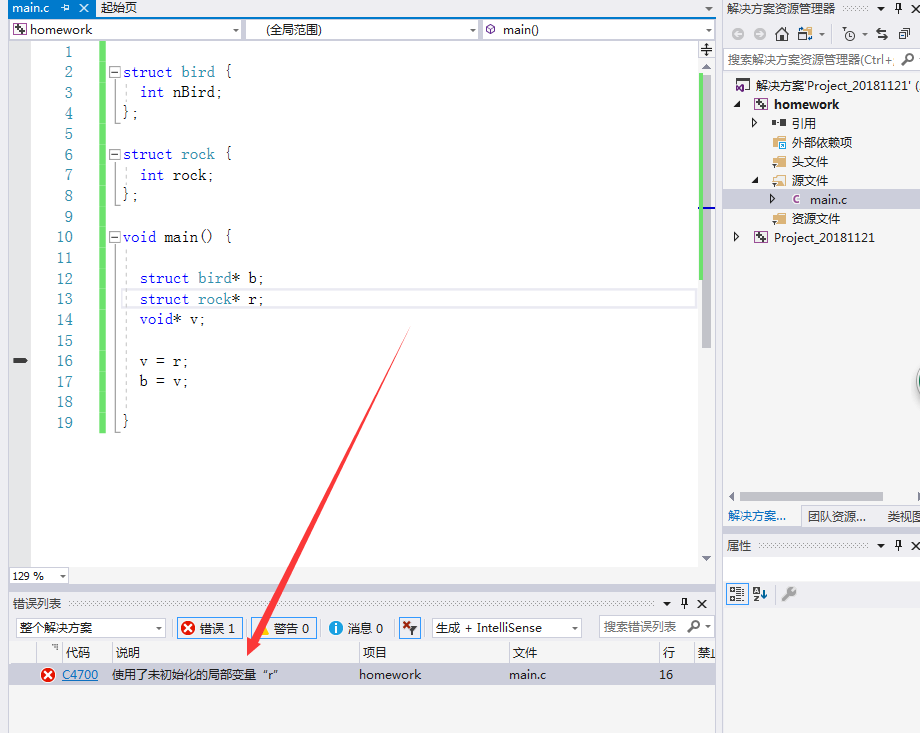 main.c 起始页
homework (全局范围) main()
1
2 struct bird {
3 int nBird;
4 };
5
6 struct rock {
7 int rock;
8 };
9
10 void main() {
11
12 struct bird* b;
13 struct rock* r;
14 void* v;
15
16 v = r;
17 b = v;
18
19 }
129 %
错误列表
整个解决方案 错误 1 警告 0 消息 0 生成 + IntelliSense 搜索错误列表
代码 说明 项目 文件 行 禁止
C4700 使用了未初始化的局部变量“r” homework main.c 16
解决方案资源管理器
搜索解决方案资源管理器(Ctrl+;
解决方案'Project_20181121' (
homework
引用
外部依赖项
头文件
源文件
C main.c
资源文件
Project_20181121
解决方案... 团队资源... 类视图
属性